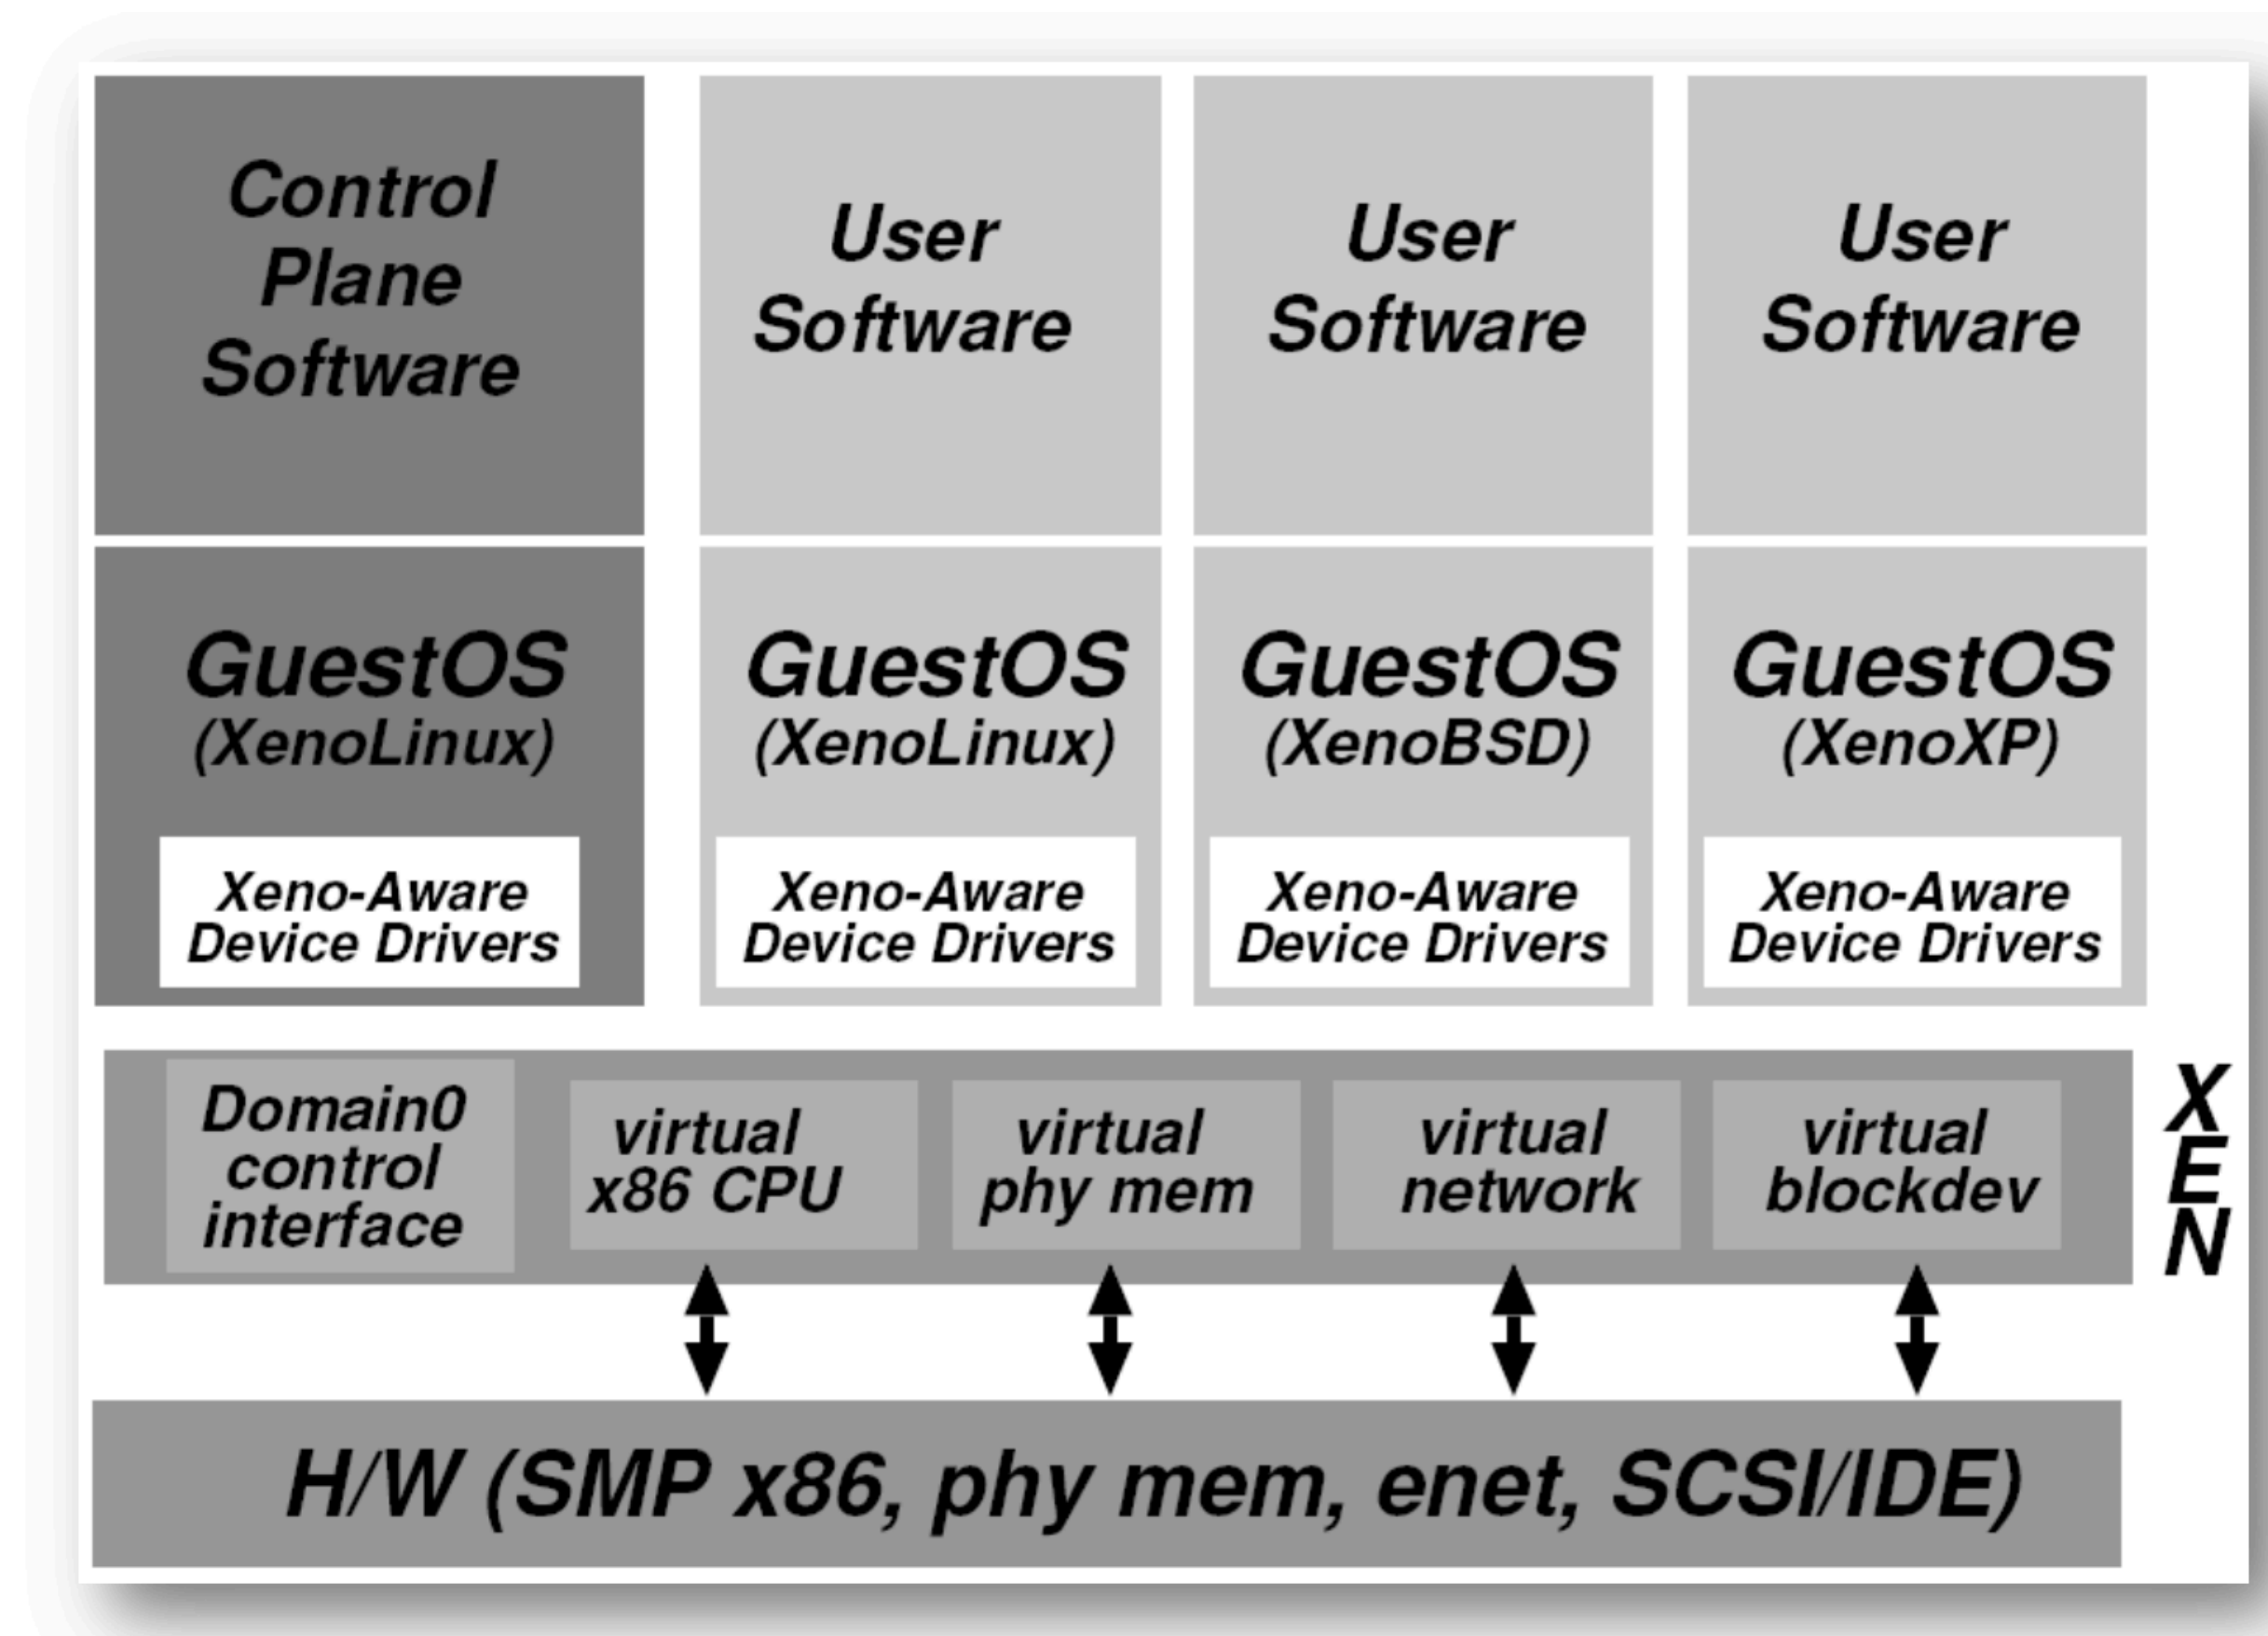 Control
Plane
Software
User
Software
User
Software
User
Software
GuestOS
(XenoLinux)
Xeno-Aware
Device Drivers
GuestOS
(XenoLinux)
Xeno-Aware
Device Drivers
GuestOS
(XenoBSD)
Xeno-Aware
Device Drivers
GuestOS
(XenoXP)
Xeno-Aware
Device Drivers
Domain0
control
interface
virtual
x86 CPU
virtual
phy mem
virtual
network
virtual
blockdev
X
E
N
H/W (SMP x86, phy mem, enet, SCSI/IDE)